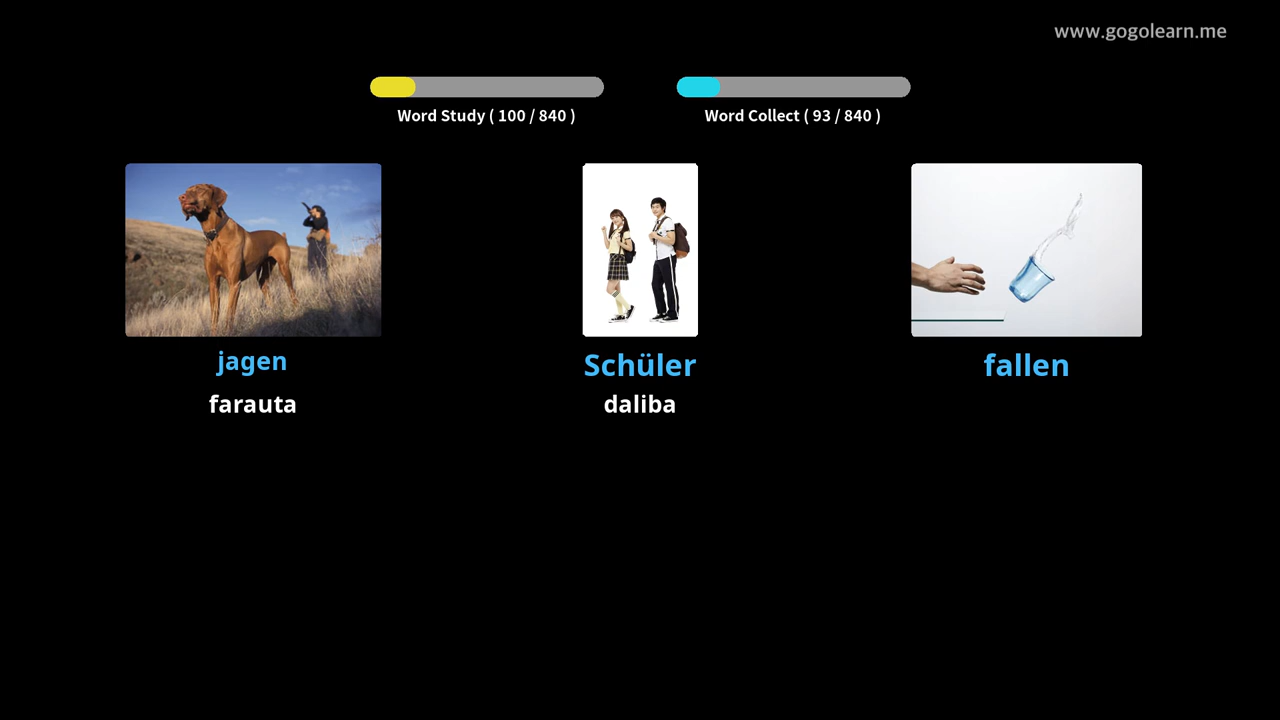 www.gogolearn.me
Word Study ( 100 / 840 )
Word Collect ( 93 / 840 )
jagen
Schüler
fallen
farauta
daliba